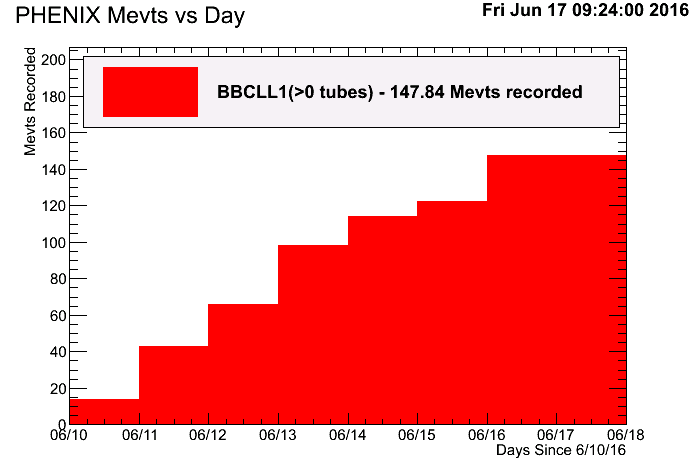 PHENIX Mevts vs Day
Fri Jun 17 09:24:00 2016
Mevts Recorded
BBCLL1(>0 tubes) - 147.84 Mevts recorded
200
180
160
140
120
100
80
60
40
20
0
06/10 06/11 06/12 06/13 06/14 06/15 06/16 06/17 06/18
Days Since 6/10/16